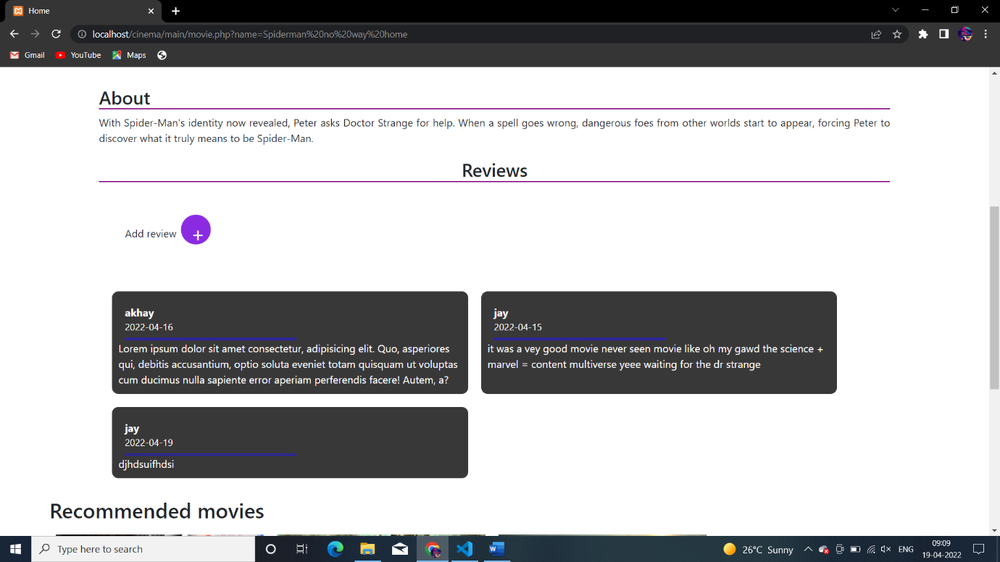 Home
localhost/cinema/main/movie.php?name=Spiderman%20no%20way%20home
Gmail YouTube Maps
About
With Spider-Man's identity now revealed, Peter asks Doctor Strange for help. When a spell goes wrong, dangerous foes from other worlds start to appear, forcing Peter to
discover what it truly means to be Spider-Man.
Reviews
Add review +
akhay
2022-04-16
Lorem ipsum dolor sit amet consectetur, adipisicing elit. Quo, asperiores
qui, debitis accusantium, optio soluta eveniet totam quisquam ut voluptas
cum ducimus nulla sapiente error aperiam perferendis facere! Autem, a?
jay
2022-04-15
it was a vey good movie never seen movie like oh my gawd the science +
marvel = content multiverse yeee waiting for the dr strange
jay
2022-04-19
djhdsuifhdsi
Recommended movies
Type here to search
26°C Sunny
ENG
09:09
19-04-2022